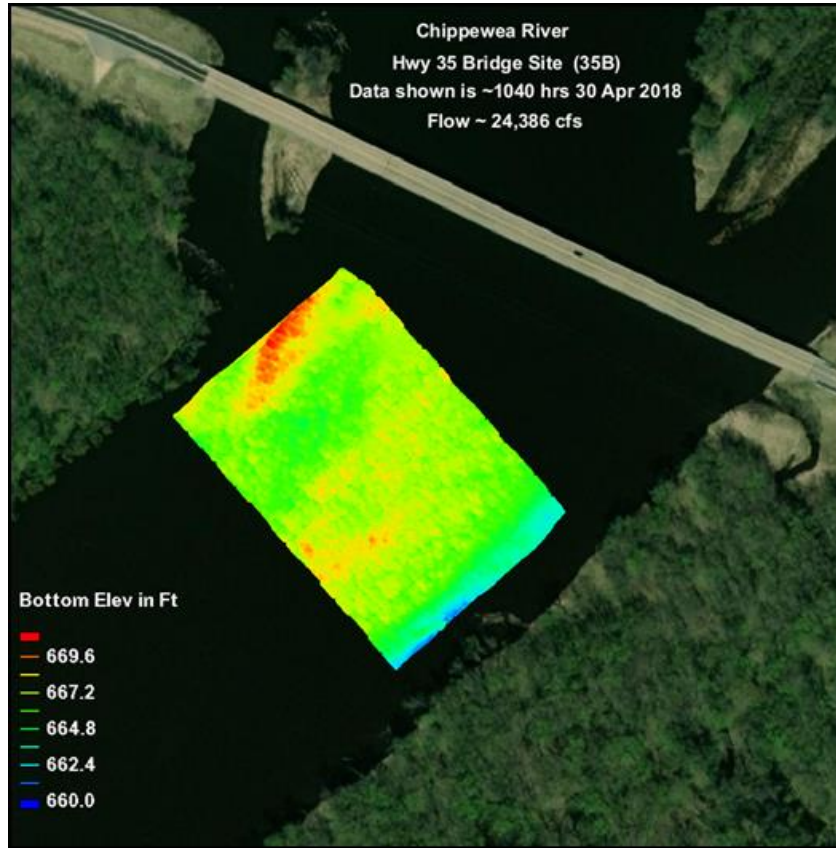 Chippewea River
Hwy 35 Bridge Site  (35B)
Data shown is ~1040 hrs 30 Apr 2018
Flow ~ 24,386 cfs
Bottom Elev in Ft
669.6
667.2
664.8
662.4
660.0